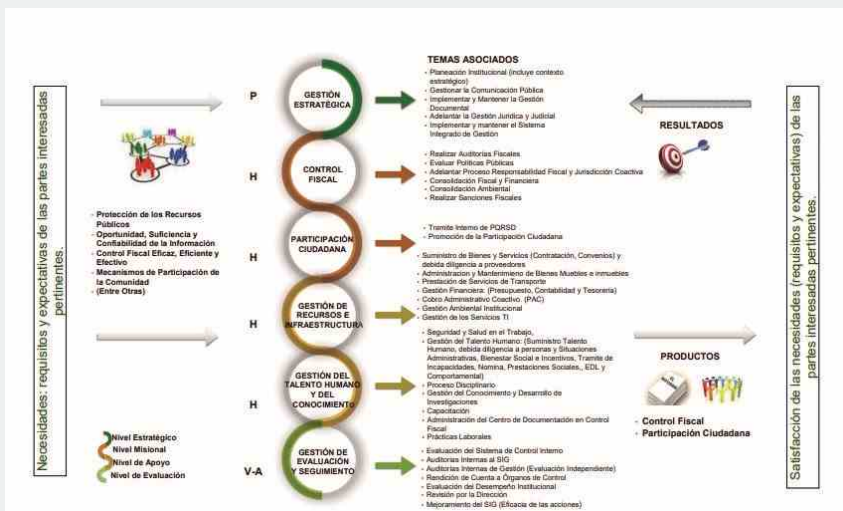 Necesidades: requisitos y expectativas de las partes interesadas
pertinentes.
- Protección de los Recursos
Públicos
- Oportunidad, Suficiencia y
Confiabilidad de la Información
- Control Fiscal Eficaz, Eficiente y
Efectivo
- Mecanismos de Participación de
la Comunidad
- (Entre Otras)
Nivel Estratégico
Nivel Misional
Nivel de Apoyo
Nivel de Evaluación
P
GESTIÓN
ESTRATÉGICA
TEMAS ASOCIADOS
- Planeación Institucional (incluye contexto
estratégico)
- Gestionar la Comunicación Pública
- Implementar y Mantener la Gestión
Documental
- Adelantar la Gestión Jurídica y Judicial
- Implementar y mantener el Sistema
Integrado de Gestión
H
CONTROL
FISCAL
- Realizar Auditorías Fiscales
- Evaluar Políticas Públicas
- Adelantar Proceso Responsabilidad Fiscal y Jurisdicción Coactiva
- Consolidación Fiscal y Financiera
- Consolidación Ambiental
- Realizar Sanciones Fiscales
H
PARTICIPACIÓN
CIUDADANA
- Tramite Interno de PQRSD
- Promoción de la Participación Ciudadana
H
GESTIÓN DE
RECURSOS E
INFRAESTRUCTURA
- Suministro de Bienes y Servicios (Contratación, Convenios) y
debida diligencia a proveedores
- Administracion y Mantenimieno de Bienes Muebles e inmuebles
- Prestación de Servicios de Transporte
- Gestión Financiera: (Presupuesto, Contabilidad y Tesorería)
- Cobro Administrativo Coactivo. (PAC)
- Gestión Ambiental Institucional
- Gestión de los Servicios TI
H
GESTIÓN DEL
TALENTO HUMANO
Y DEL
CONOCIMIENTO
- Seguridad y Salud en el Trabajo,
- Gestión del Talento Humano: (Suministro Talento
Humano, debida diligencia a personas y Situaciones
Administrativas, Bienestar Social e Incentivos, Tramite de
Incapacidades, Nomina, Prestaciones Sociales., EDL y
Comportamental)
- Proceso Disciplinario
- Gestión del Conocimiento y Desarrollo de
Investigaciones
- Capacitación
- Administración del Centro de Documentación en Control
Fiscal
- Prácticas Laborales
V-A
GESTIÓN DE
EVALUACIÓN
Y SEGUIMIENTO
- Evaluación del Sistema de Control Interno
- Auditorías Internas al SIG
- Auditorías Internas de Gestión (Evaluación Independiente)
- Rendición de Cuenta a Órganos de Control
- Evaluación del Desempeño Institucional
- Revisión por la Dirección
- Mejoramiento del SIG (Eficacia de las acciones)
RESULTADOS
PRODUCTOS
- Control Fiscal
- Participación Ciudadana
Satisfacción de las necesidades (requisitos y expectativas) de las
partes interesadas pertinentes.